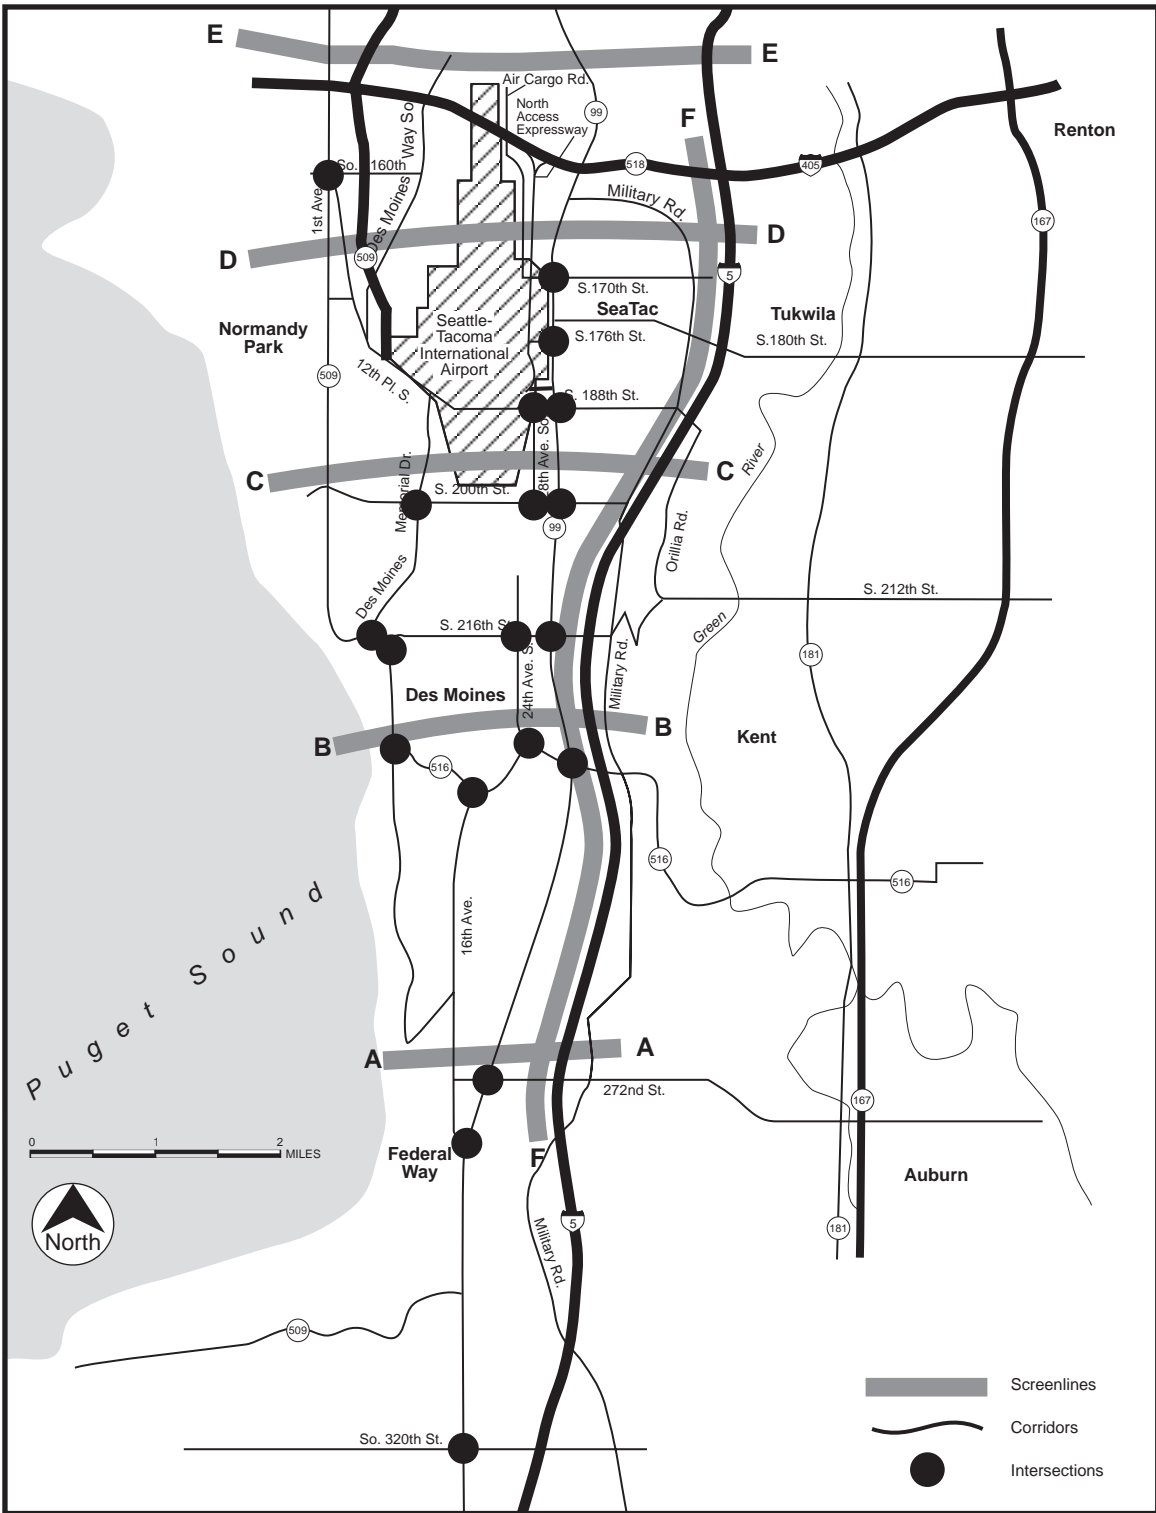 E
E
Air Cargo Rd.
North
Access
Expressway
99
F
Renton
So. 160th
Des Moines Way So.
518
405
1st Ave.
Military Rd.
167
D
D
509
5
S.170th St.
SeaTac
Tukwila
Normandy
Park
Seattle-
Tacoma
International
Airport
S.176th St.
S.180th St.
509
12th Pl. S.
S. 188th St.
8th Ave. So.
River
C
C
S. 200th St.
Memorial Dr.
99
Orillia Rd.
Des Moines
S. 212th St.
S. 216th St.
Green
181
24th Ave. S.
Military Rd.
Des Moines
B
B
Kent
516
516
516
16th Ave.
Puget Sound
A
A
272nd St.
167
0 1 2
MILES
Federal
Way
F
Auburn
North
5
181
Military Rd.
509
So. 320th St.
Screenlines
Corridors
Intersections